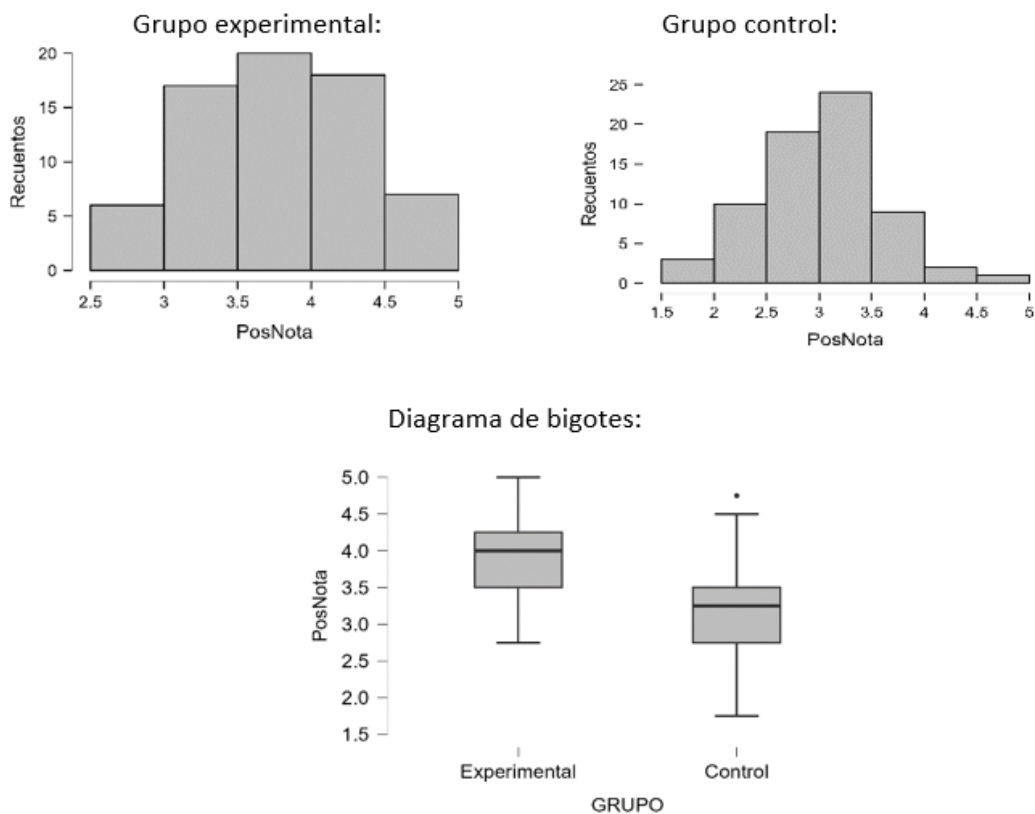 Grupo experimental:
20
15
10
5
0
Recuentos
2.5 3 3.5 4 4.5 5
PosNota
Grupo control:
25
20
15
10
5
0
Recuentos
1.5 2 2.5 3 3.5 4 4.5 5
PosNota
Diagrama de bigotes:
5.0
4.5
4.0
3.5
3.0
2.5
2.0
1.5
PosNota
Experimental Control
GRUPO